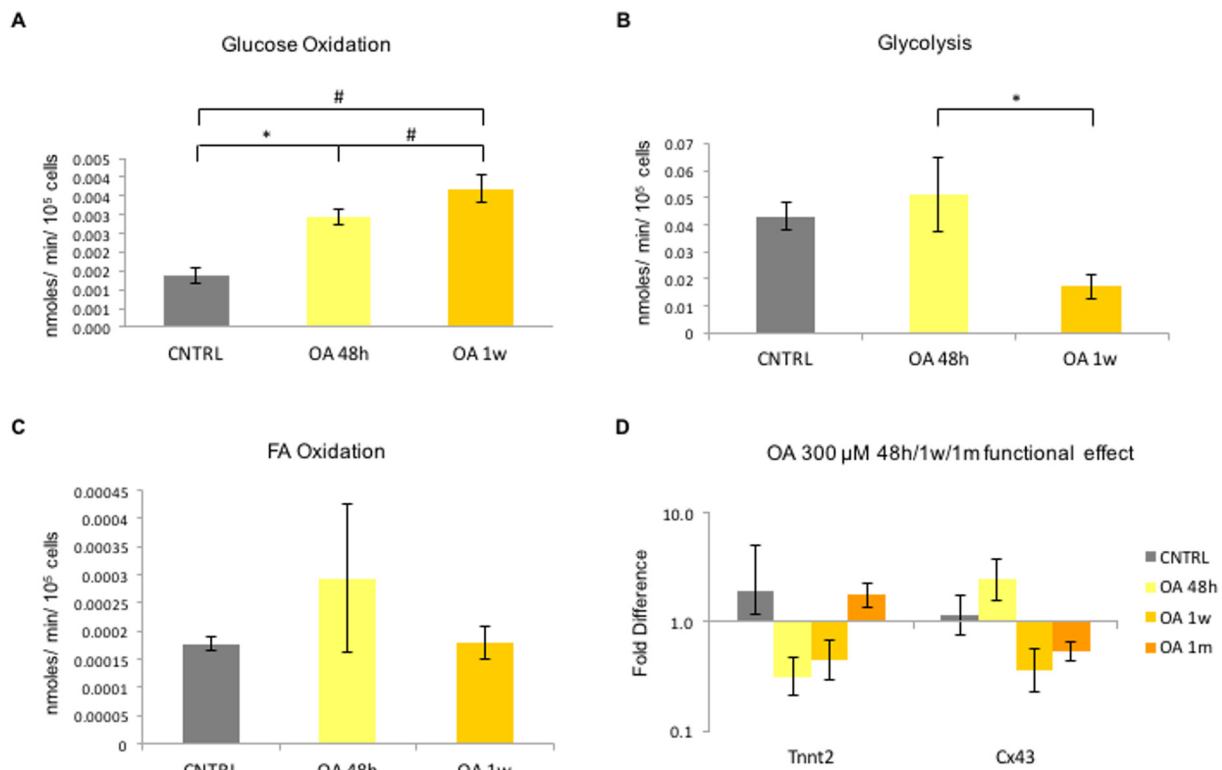 A
Glucose Oxidation
#
* #
nmoles/ min/ 10⁵ cells
0.005
0.004
0.004
0.003
0.003
0.002
0.002
0.001
0.001
0.000
CNTRL OA 48h OA 1w
B
Glycolysis
*
nmoles/ min/ 10⁵ cells
0.07
0.06
0.05
0.04
0.03
0.02
0.01
0
CNTRL OA 48h OA 1w
C
FA Oxidation
nmoles/ min/ 10⁵ cells
0.00045
0.0004
0.00035
0.0003
0.00025
0.0002
0.00015
0.0001
0.00005
0
CNTRL OA 48h OA 1w
D
OA 300 µM 48h/1w/1m functional effect
Fold Difference
10.0
1.0
0.1
Tnnt2 Cx43
CNTRL
OA 48h
OA 1w
OA 1m